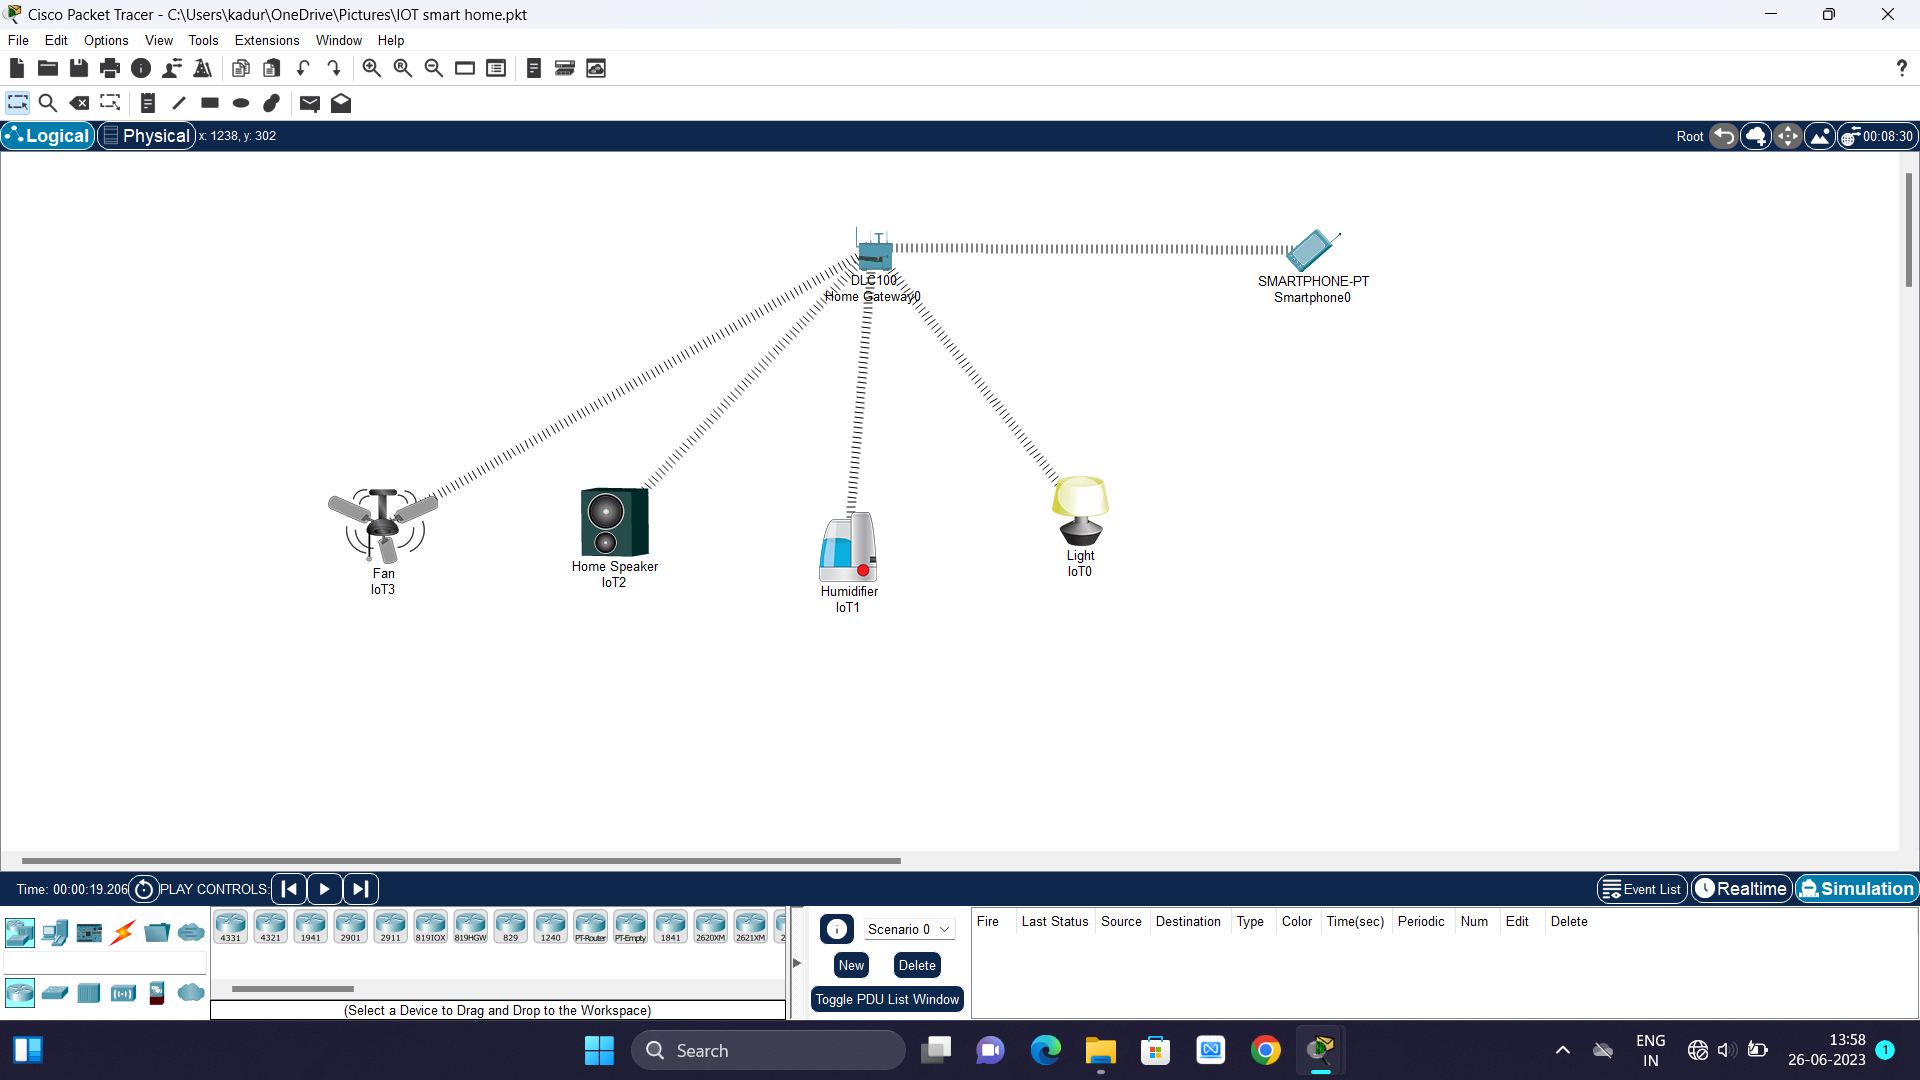 Cisco Packet Tracer - C:\Users\kadur\OneDrive\Pictures\IOT smart home.pkt
File Edit Options View Tools Extensions Window Help
?
Logical Physical x: 1238, y: 302 Root 00:08:30
DLC100
Home Gateway0
SMARTPHONE-PT
Smartphone0
Fan
IoT3
Home Speaker
IoT2
Humidifier
IoT1
Light
IoT0
Time: 00:00:19.206 PLAY CONTROLS: Event List Realtime Simulation
4331 4321 1941 2901 2911 819IOX 819HGW 829 1240 PT-Router PT-Empty 1841 2620XM 2621XM 2
(Select a Device to Drag and Drop to the Workspace)
Scenario 0
New Delete
Toggle PDU List Window
Fire Last Status Source Destination Type Color Time(sec) Periodic Num Edit Delete
Search
ENG
IN
13:58
26-06-2023
1